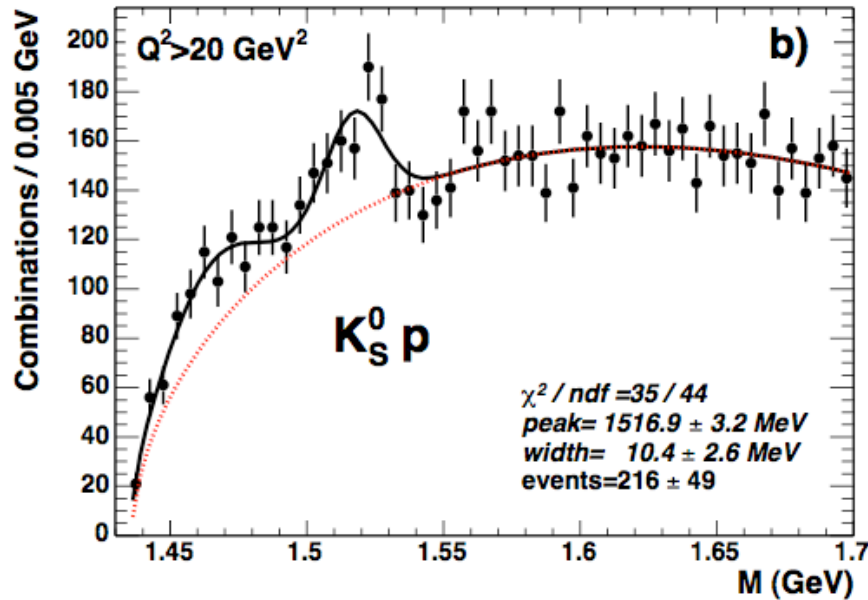 Q²>20 GeV²
b)
Combinations / 0.005 GeV
200
180
160
140
120
100
80
60
40
20
0
K⁰_S p
χ² / ndf =35 / 44
peak= 1516.9 ± 3.2 MeV
width= 10.4 ± 2.6 MeV
events=216 ± 49
1.45 1.5 1.55 1.6 1.65 1.7
M (GeV)